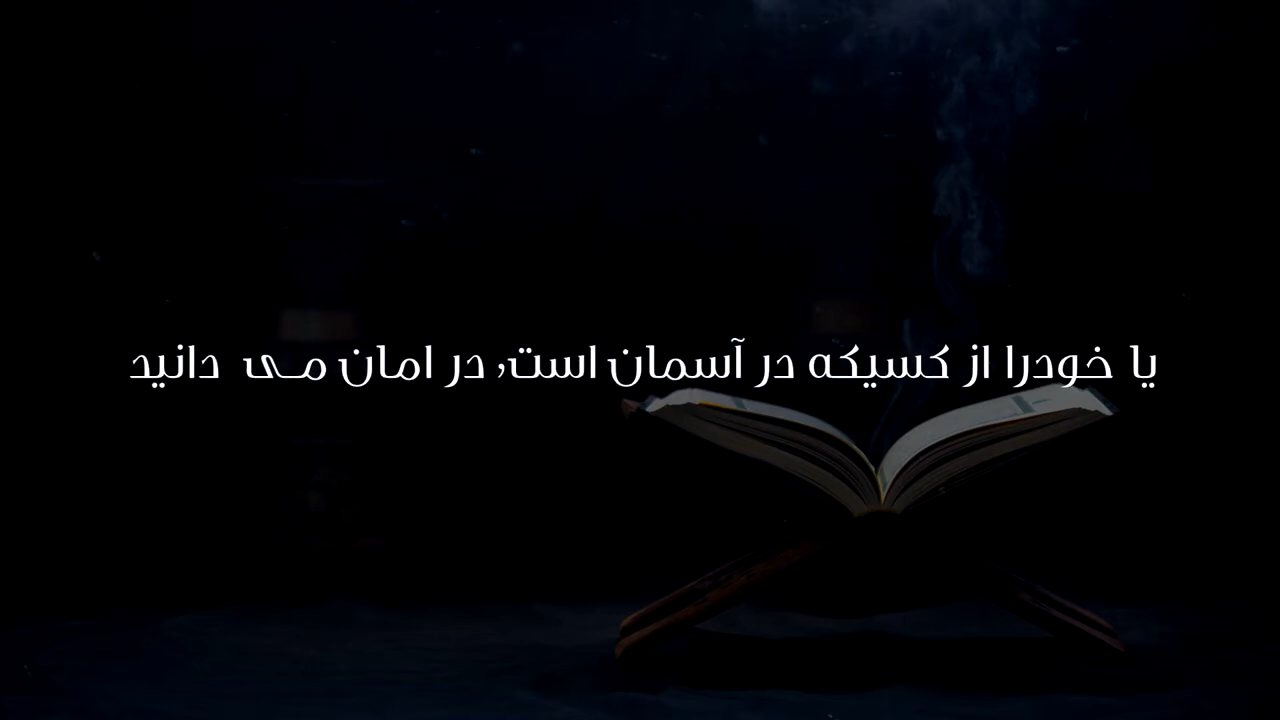 یا خودرا از کسیکه در آسمان است, در امان می دانید